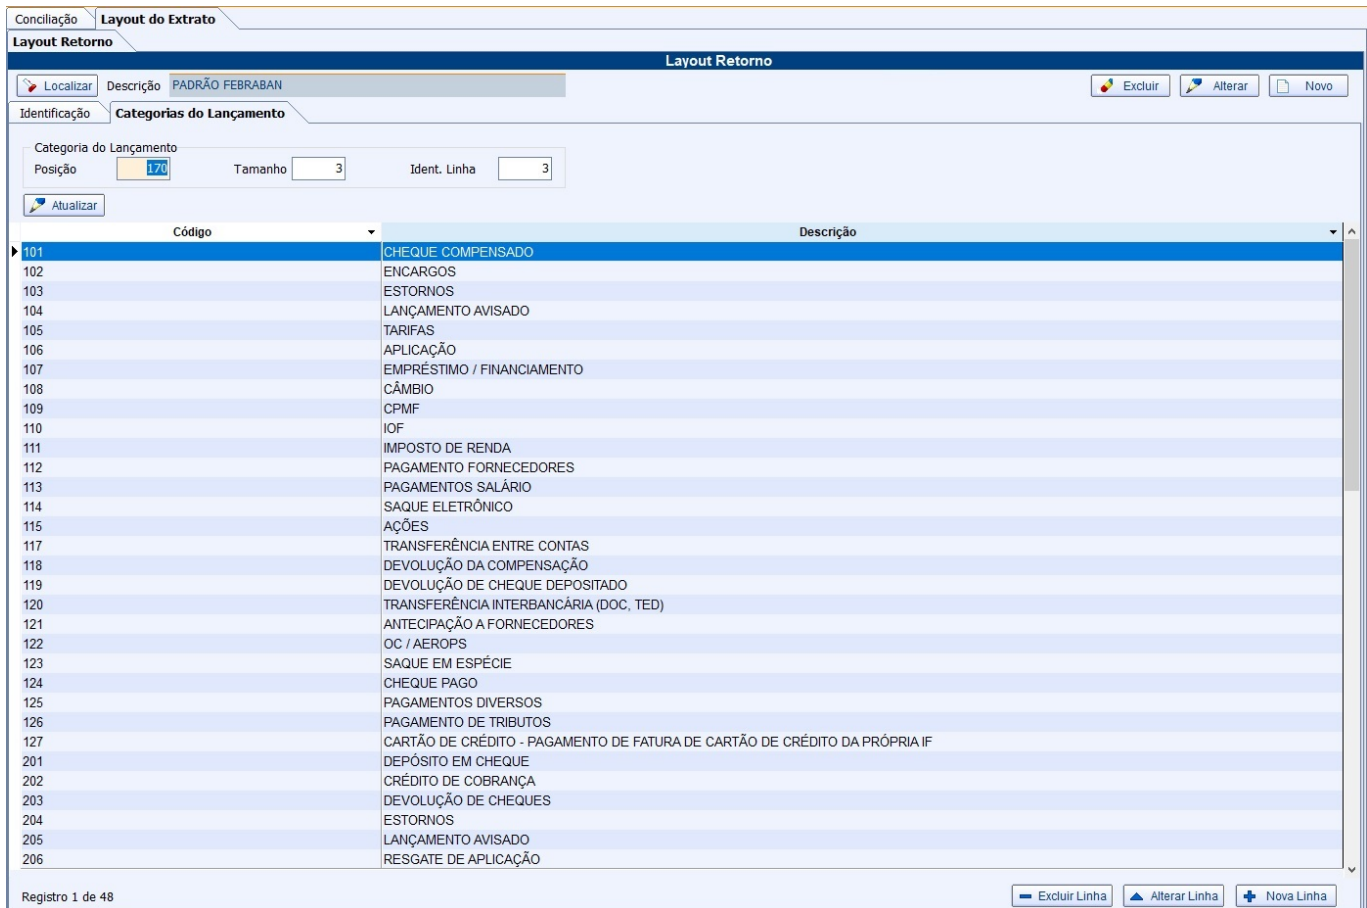 Conciliação Layout do Extrato
Layout Retorno
Layout Retorno
Localizar Descrição PADRÃO FEBRABAN Excluir Alterar Novo
Identificação Categorias do Lançamento
Categoria do Lançamento
Posição 170 Tamanho 3 Ident. Linha 3
Atualizar
Código Descrição
101 CHEQUE COMPENSADO
102 ENCARGOS
103 ESTORNOS
104 LANÇAMENTO AVISADO
105 TARIFAS
106 APLICAÇÃO
107 EMPRÉSTIMO / FINANCIAMENTO
108 CÂMBIO
109 CPMF
110 IOF
111 IMPOSTO DE RENDA
112 PAGAMENTO FORNECEDORES
113 PAGAMENTOS SALÁRIO
114 SAQUE ELETRÔNICO
115 AÇÕES
117 TRANSFERÊNCIA ENTRE CONTAS
118 DEVOLUÇÃO DA COMPENSAÇÃO
119 DEVOLUÇÃO DE CHEQUE DEPOSITADO
120 TRANSFERÊNCIA INTERBANCÁRIA (DOC, TED)
121 ANTECIPAÇÃO A FORNECEDORES
122 OC / AEROPS
123 SAQUE EM ESPÉCIE
124 CHEQUE PAGO
125 PAGAMENTOS DIVERSOS
126 PAGAMENTO DE TRIBUTOS
127 CARTÃO DE CRÉDITO - PAGAMENTO DE FATURA DE CARTÃO DE CRÉDITO DA PRÓPRIA IF
201 DEPÓSITO EM CHEQUE
202 CRÉDITO DE COBRANÇA
203 DEVOLUÇÃO DE CHEQUES
204 ESTORNOS
205 LANÇAMENTO AVISADO
206 RESGATE DE APLICAÇÃO
Registro 1 de 48 Excluir Linha Alterar Linha Nova Linha